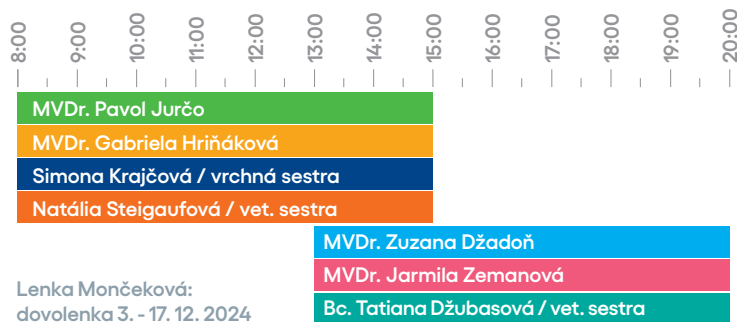 8:00
9:00
10:00
11:00
12:00
13:00
14:00
15:00
16:00
17:00
18:00
19:00
20:00
MVDr. Pavol Jurčo
MVDr. Gabriela Hriňáková
Simona Krajčová / vrchná sestra
Natália Steigaufová / vet. sestra
MVDr. Zuzana Džadoň
MVDr. Jarmila Zemanová
Bc. Tatiana Džubasová / vet. sestra
Lenka Mončeková:
dovolenka 3. - 17. 12. 2024